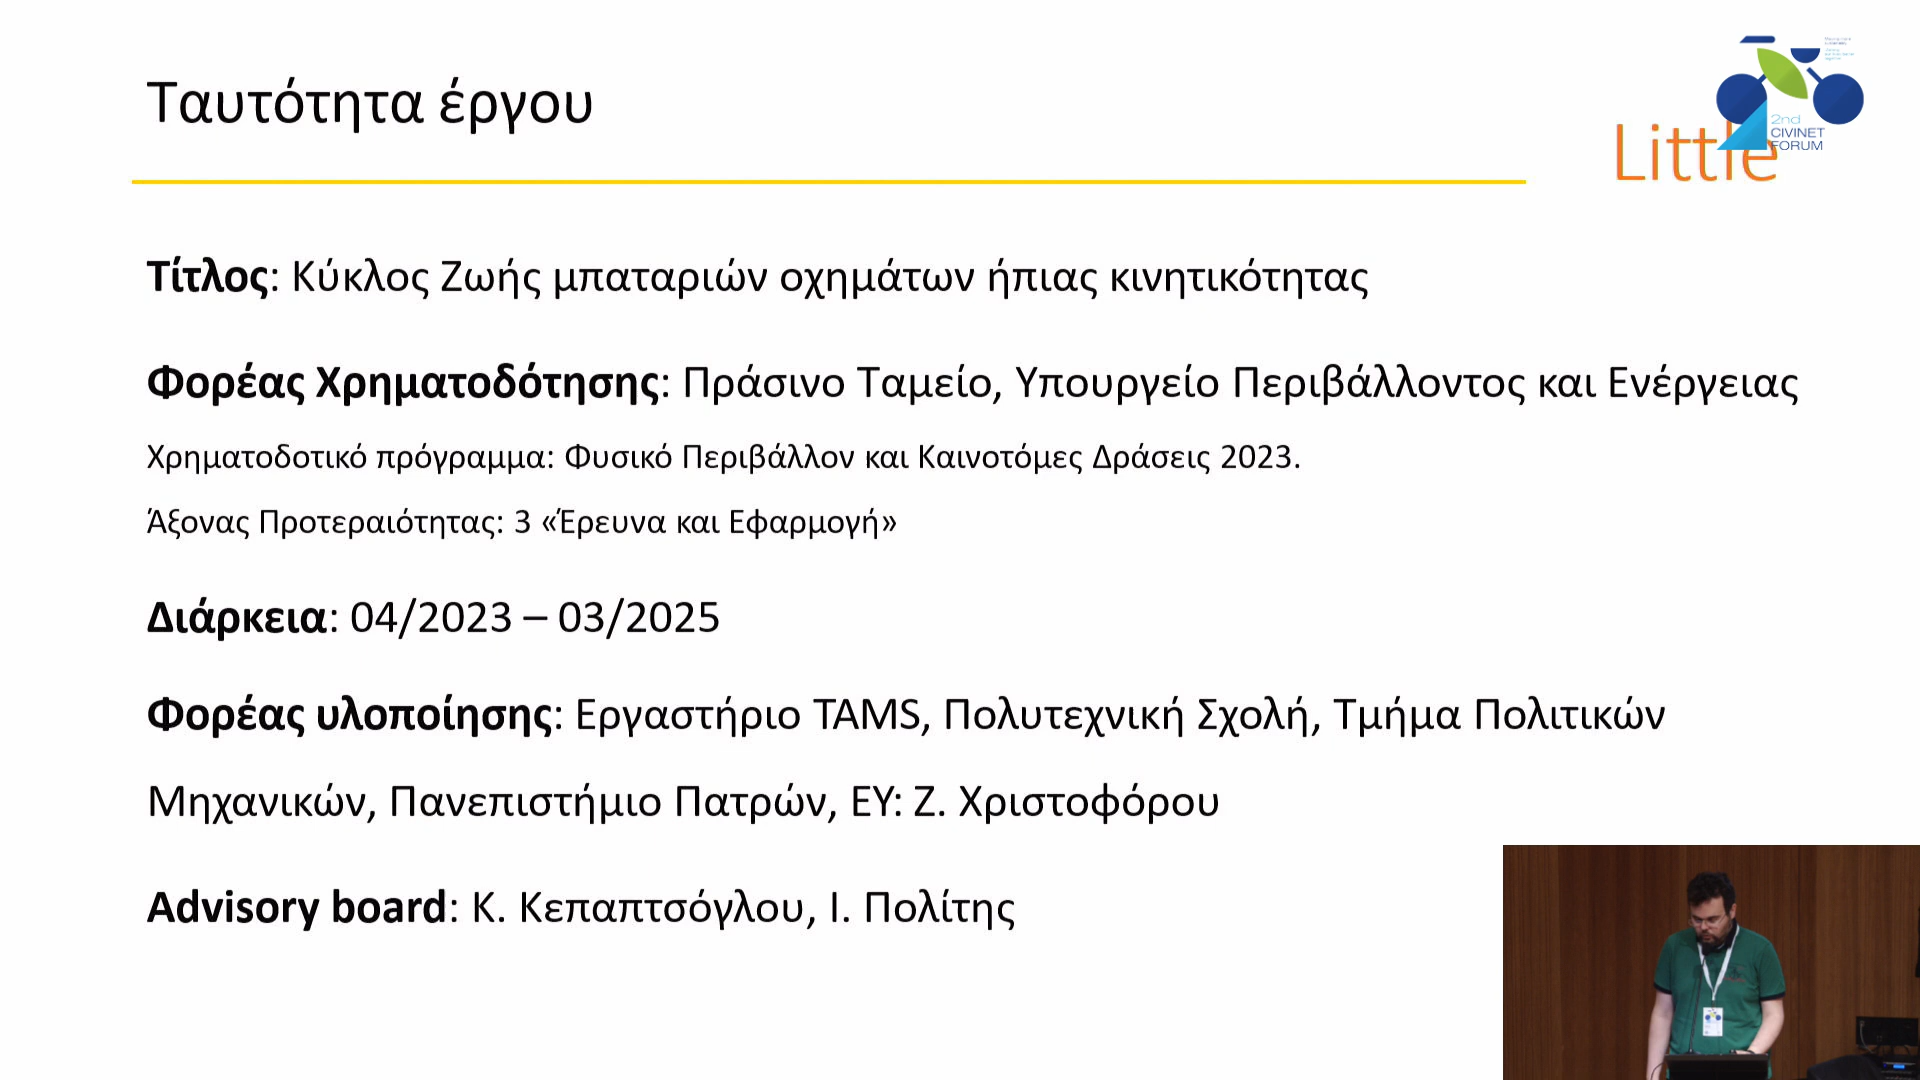 Ταυτότητα έργου
2nd
CIVINET
FORUM
Little
Τίτλος: Κύκλος Ζωής μπαταριών οχημάτων ήπιας κινητικότητας
Φορέας Χρηματοδότησης: Πράσινο Ταμείο, Υπουργείο Περιβάλλοντος και Ενέργειας
Χρηματοδοτικό πρόγραμμα: Φυσικό Περιβάλλον και Καινοτόμες Δράσεις 2023.
Άξονας Προτεραιότητας: 3 «Έρευνα και Εφαρμογή»
Διάρκεια: 04/2023 – 03/2025
Φορέας υλοποίησης: Εργαστήριο TAMS, Πολυτεχνική Σχολή, Τμήμα Πολιτικών
Μηχανικών, Πανεπιστήμιο Πατρών, ΕΥ: Ζ. Χριστοφόρου
Advisory board: Κ. Κεπαπτσόγλου, Ι. Πολίτης